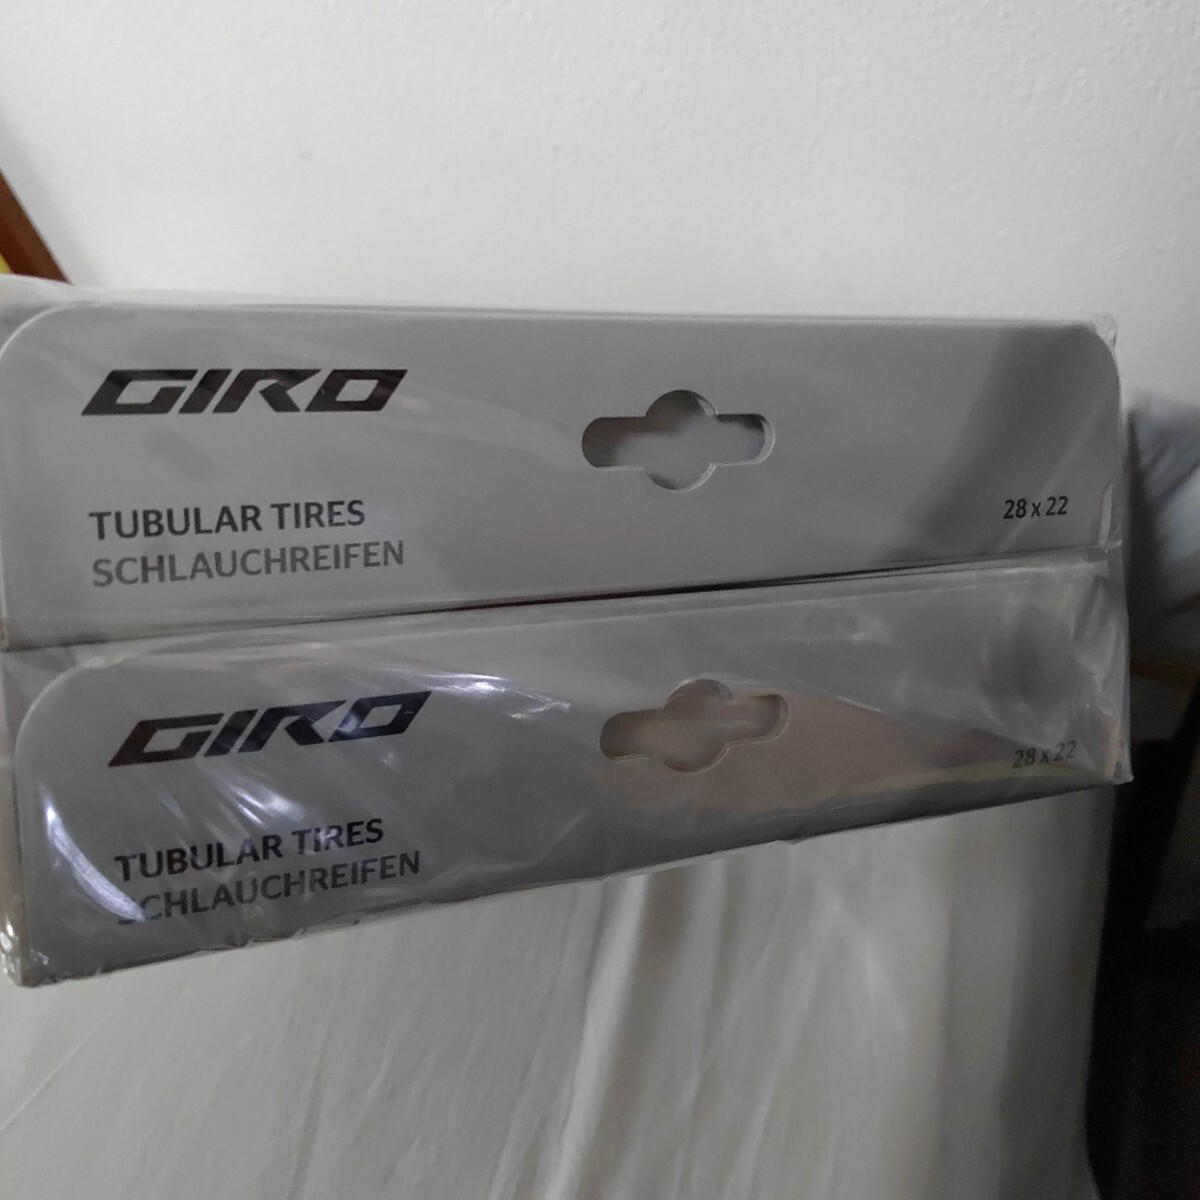 GIRO
TUBULAR TIRES
SCHLAUCHREIFEN
28 x 22
GIRO
TUBULAR TIRES
SCHLAUCHREIFEN
28 x 22